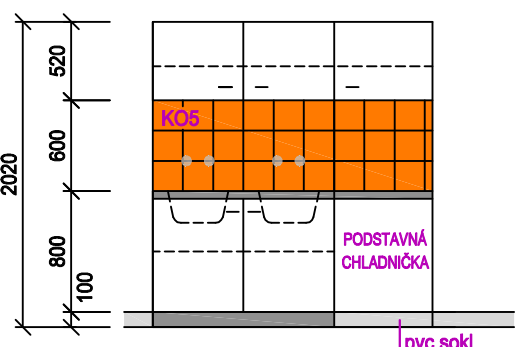 520
KO5
600
2020
PODSTAVNÁ
CHLADNIČKA
800
100
pvc sokl